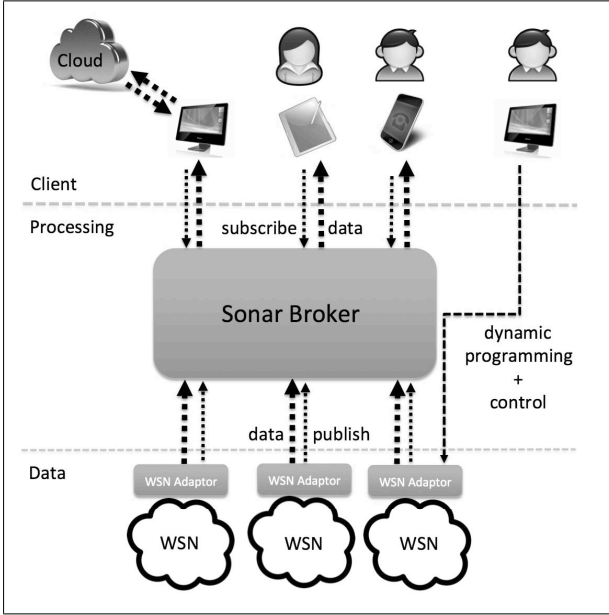 Cloud
Client
Processing
subscribe
data
Sonar Broker
dynamic
programming
+
control
data
publish
Data
WSN Adaptor
WSN Adaptor
WSN Adaptor
WSN
WSN
WSN